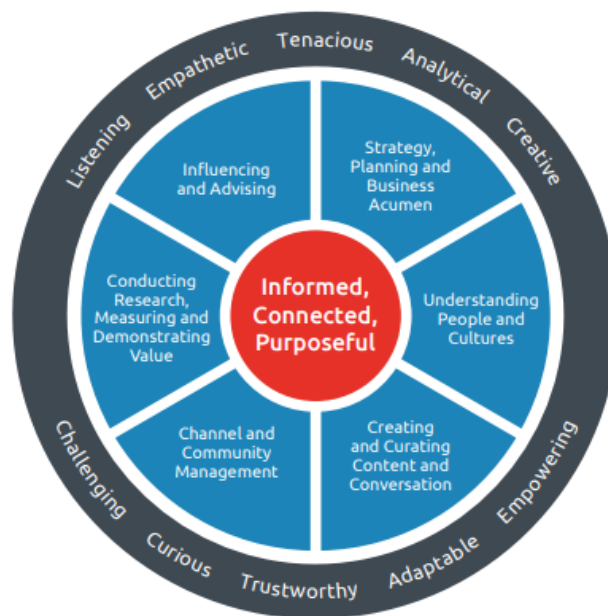 Listening Empathetic Tenacious Analytical Creative
Influencing
and Advising
Strategy,
Planning and
Business
Acumen
Conducting
Research,
Measuring and
Demonstrating
Value
Informed,
Connected,
Purposeful
Understanding
People and
Cultures
Channel and
Community
Management
Creating
and Curating
Content and
Conversation
Challenging Curious Trustworthy Adaptable Empowering